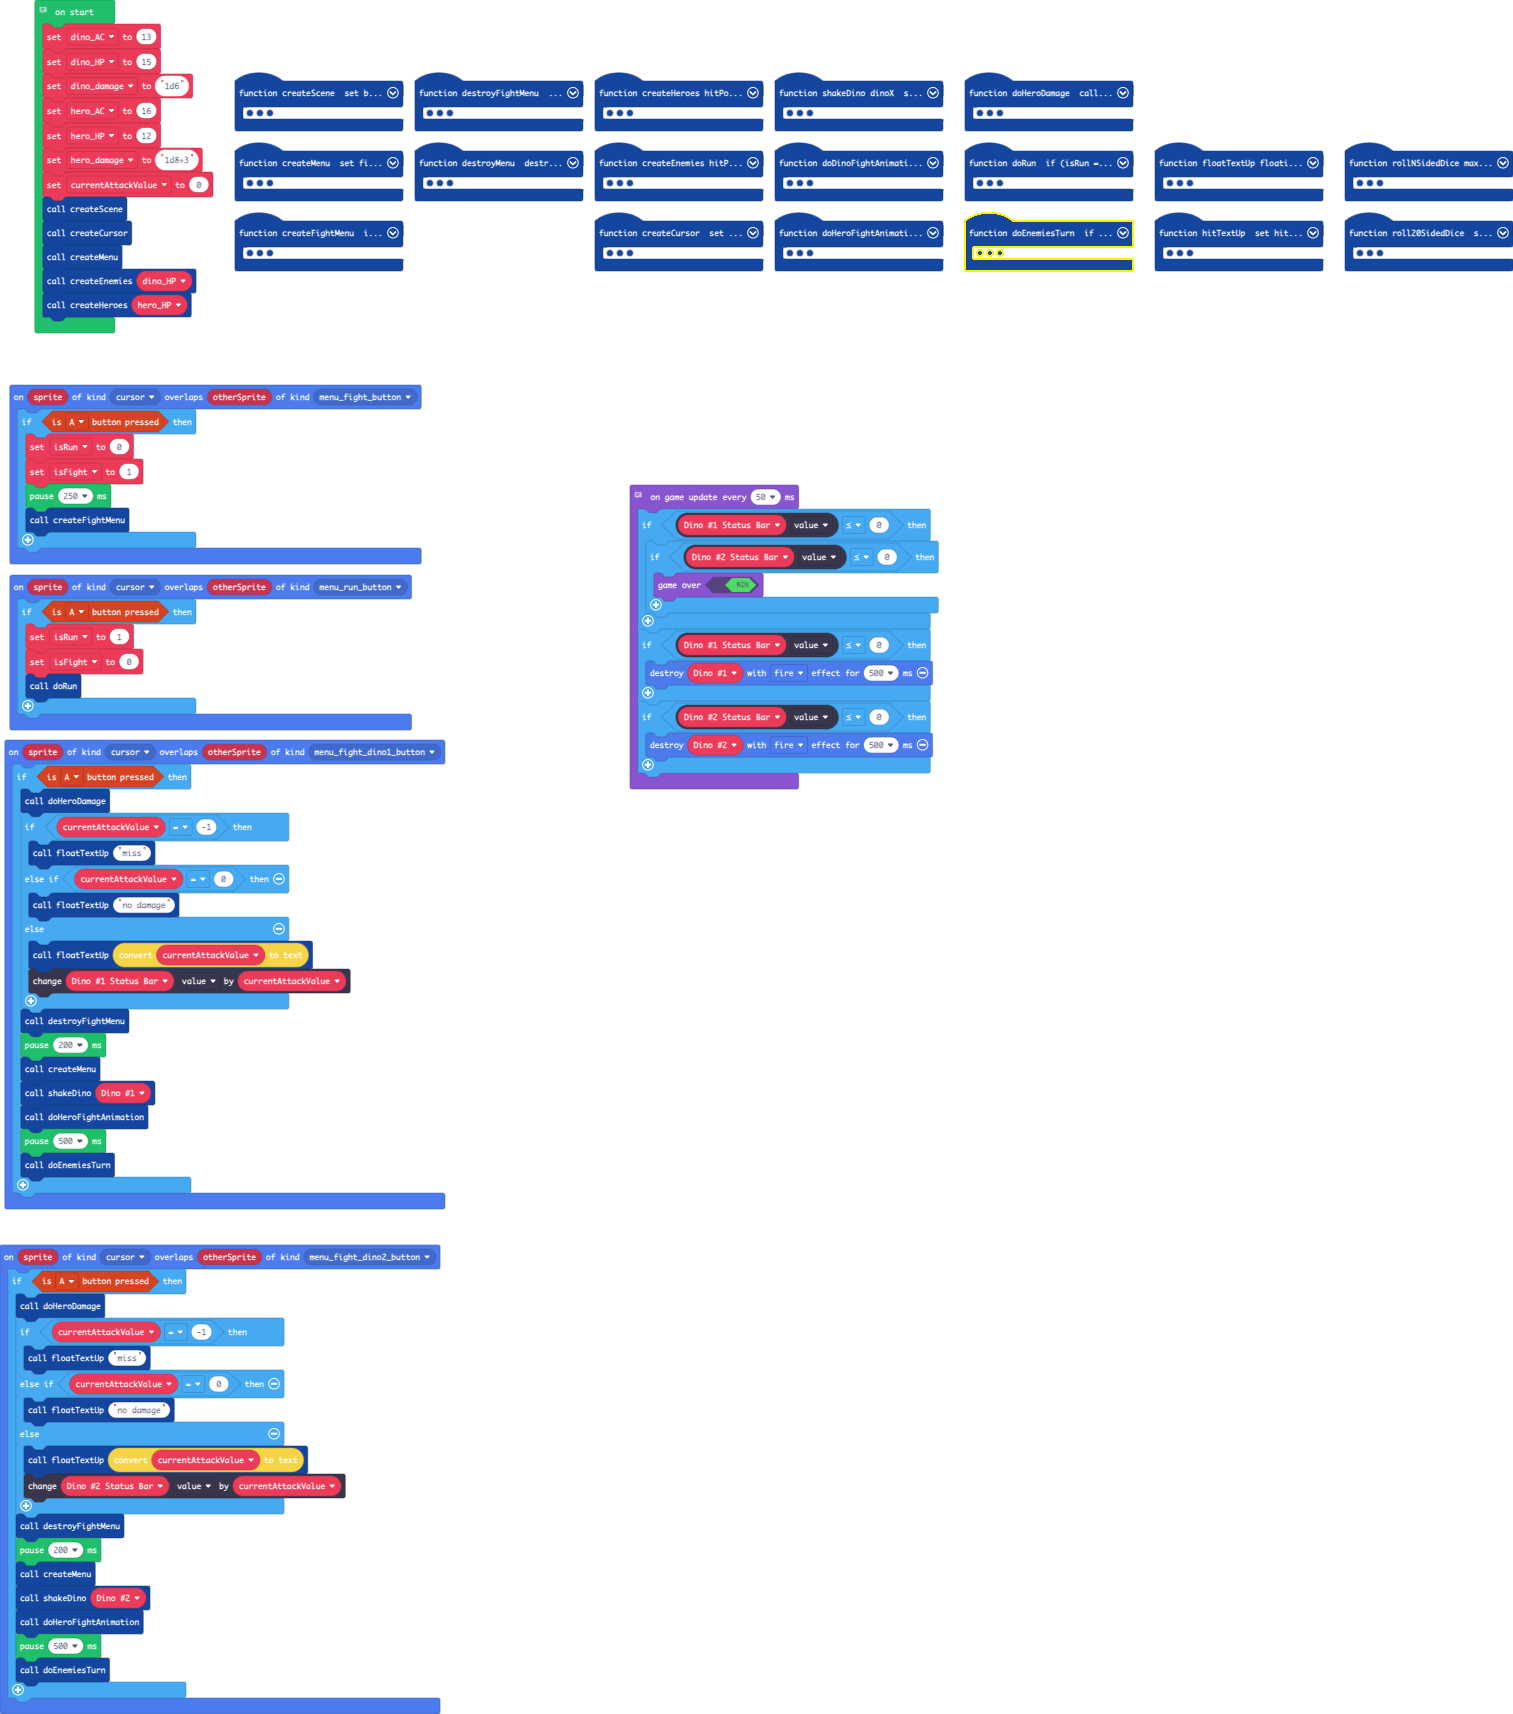 on start
set dino_AC to 13
set dino_HP to 15
set dino_damage to "1d6"
set hero_AC to 16
set hero_HP to 12
set hero_damage to "1d8+3"
set currentAttackValue to 0
call createScene
call createCursor
call createMenu
call createEnemies dino_HP
call createHeroes hero_HP
function createScene set b...
function destroyFightMenu ...
function createHeroes hitPo...
function shakeDino dinoX s...
function doHeroDamage call...
function createMenu set fi...
function destroyMenu destr...
function createEnemies hitP...
function doDinoFightAnimati...
function doRun if (isRun =...
function floatTextUp floati...
function rollNSidedDice max...
function createFightMenu i...
function createCursor set ...
function doHeroFightAnimati...
function doEnemiesTurn if ...
function hitTextUp set hit...
function roll20SidedDice s...
on sprite of kind cursor overlaps otherSprite of kind menu_fight_button
if is A button pressed then
set isRun to 0
set isFight to 1
pause 250 ms
call createFightMenu
on sprite of kind cursor overlaps otherSprite of kind menu_run_button
if is A button pressed then
set isRun to 1
set isFight to 0
call doRun
on game update every 50 ms
if Dino #1 Status Bar value ≤ 0 then
if Dino #2 Status Bar value ≤ 0 then
game over WIN
if Dino #1 Status Bar value ≤ 0 then
destroy Dino #1 with fire effect for 500 ms
if Dino #2 Status Bar value ≤ 0 then
destroy Dino #2 with fire effect for 500 ms
on sprite of kind cursor overlaps otherSprite of kind menu_fight_dino1_button
if is A button pressed then
call doHeroDamage
if currentAttackValue = -1 then
call floatTextUp "miss"
else if currentAttackValue = 0 then
call floatTextUp "no damage"
else
call floatTextUp convert currentAttackValue to text
change Dino #1 Status Bar value by currentAttackValue
call destroyFightMenu
pause 200 ms
call createMenu
call shakeDino Dino #1
call doHeroFightAnimation
pause 500 ms
call doEnemiesTurn
on sprite of kind cursor overlaps otherSprite of kind menu_fight_dino2_button
if is A button pressed then
call doHeroDamage
if currentAttackValue = -1 then
call floatTextUp "miss"
else if currentAttackValue = 0 then
call floatTextUp "no damage"
else
call floatTextUp convert currentAttackValue to text
change Dino #2 Status Bar value by currentAttackValue
call destroyFightMenu
pause 200 ms
call createMenu
call shakeDino Dino #2
call doHeroFightAnimation
pause 500 ms
call doEnemiesTurn